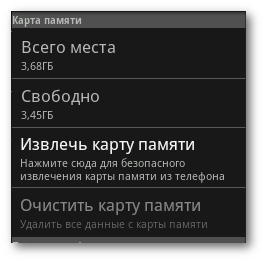 Карта памяти
Всего места
3,68ГБ
Свободно
3,45ГБ
Извлечь карту памяти
Нажмите сюда для безопасного
извлечения карты памяти из телефона
Очистить карту памяти
Удалить все данные с карты памяти